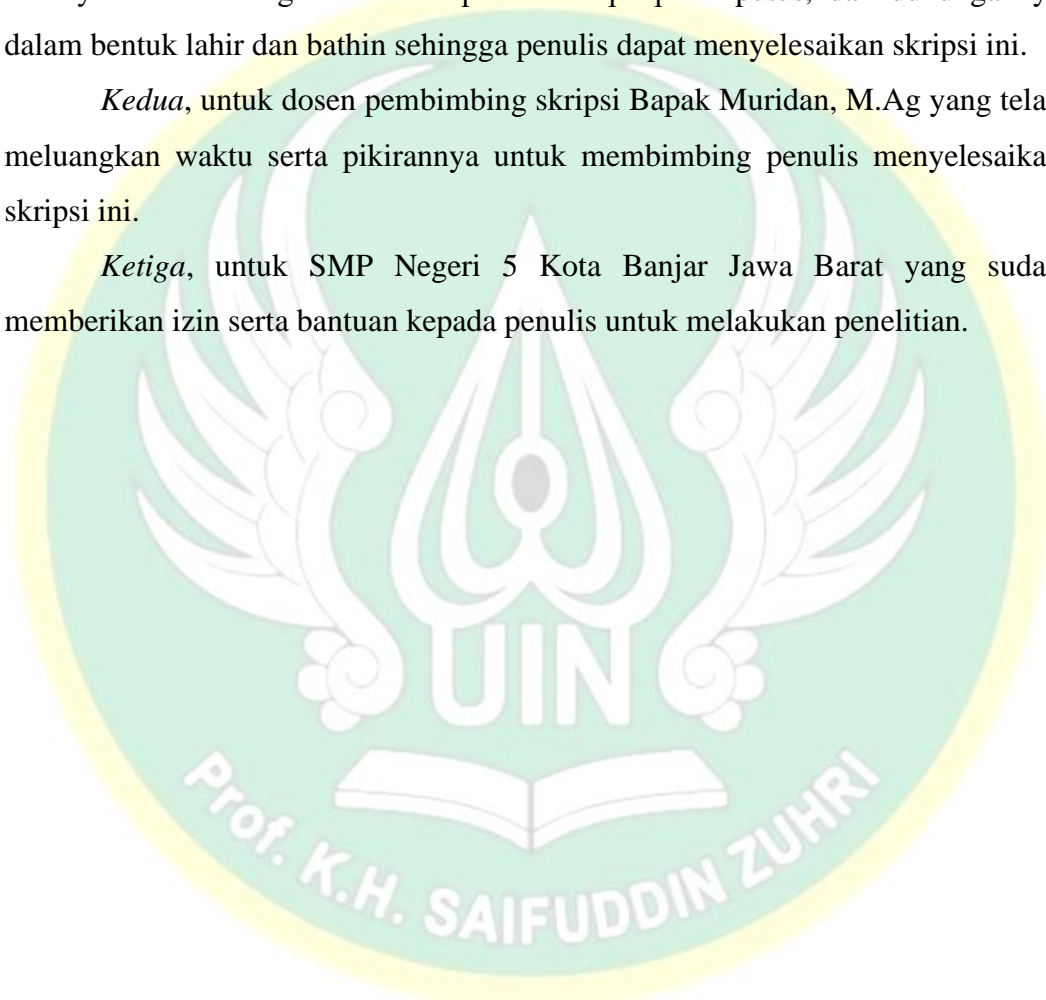 dalam bentuk lahir dan bathin sehingga penulis dapat menyelesaikan skripsi ini.
Kedua, untuk dosen pembimbing skripsi Bapak Muridan, M.Ag yang tela
meluangkan waktu serta pikirannya untuk membimbing penulis menyelesaika
skripsi ini.
Ketiga, untuk SMP Negeri 5 Kota Banjar Jawa Barat yang suda
memberikan izin serta bantuan kepada penulis untuk melakukan penelitian.
UIN
Prof. K.H. SAIFUDDIN ZUHRI